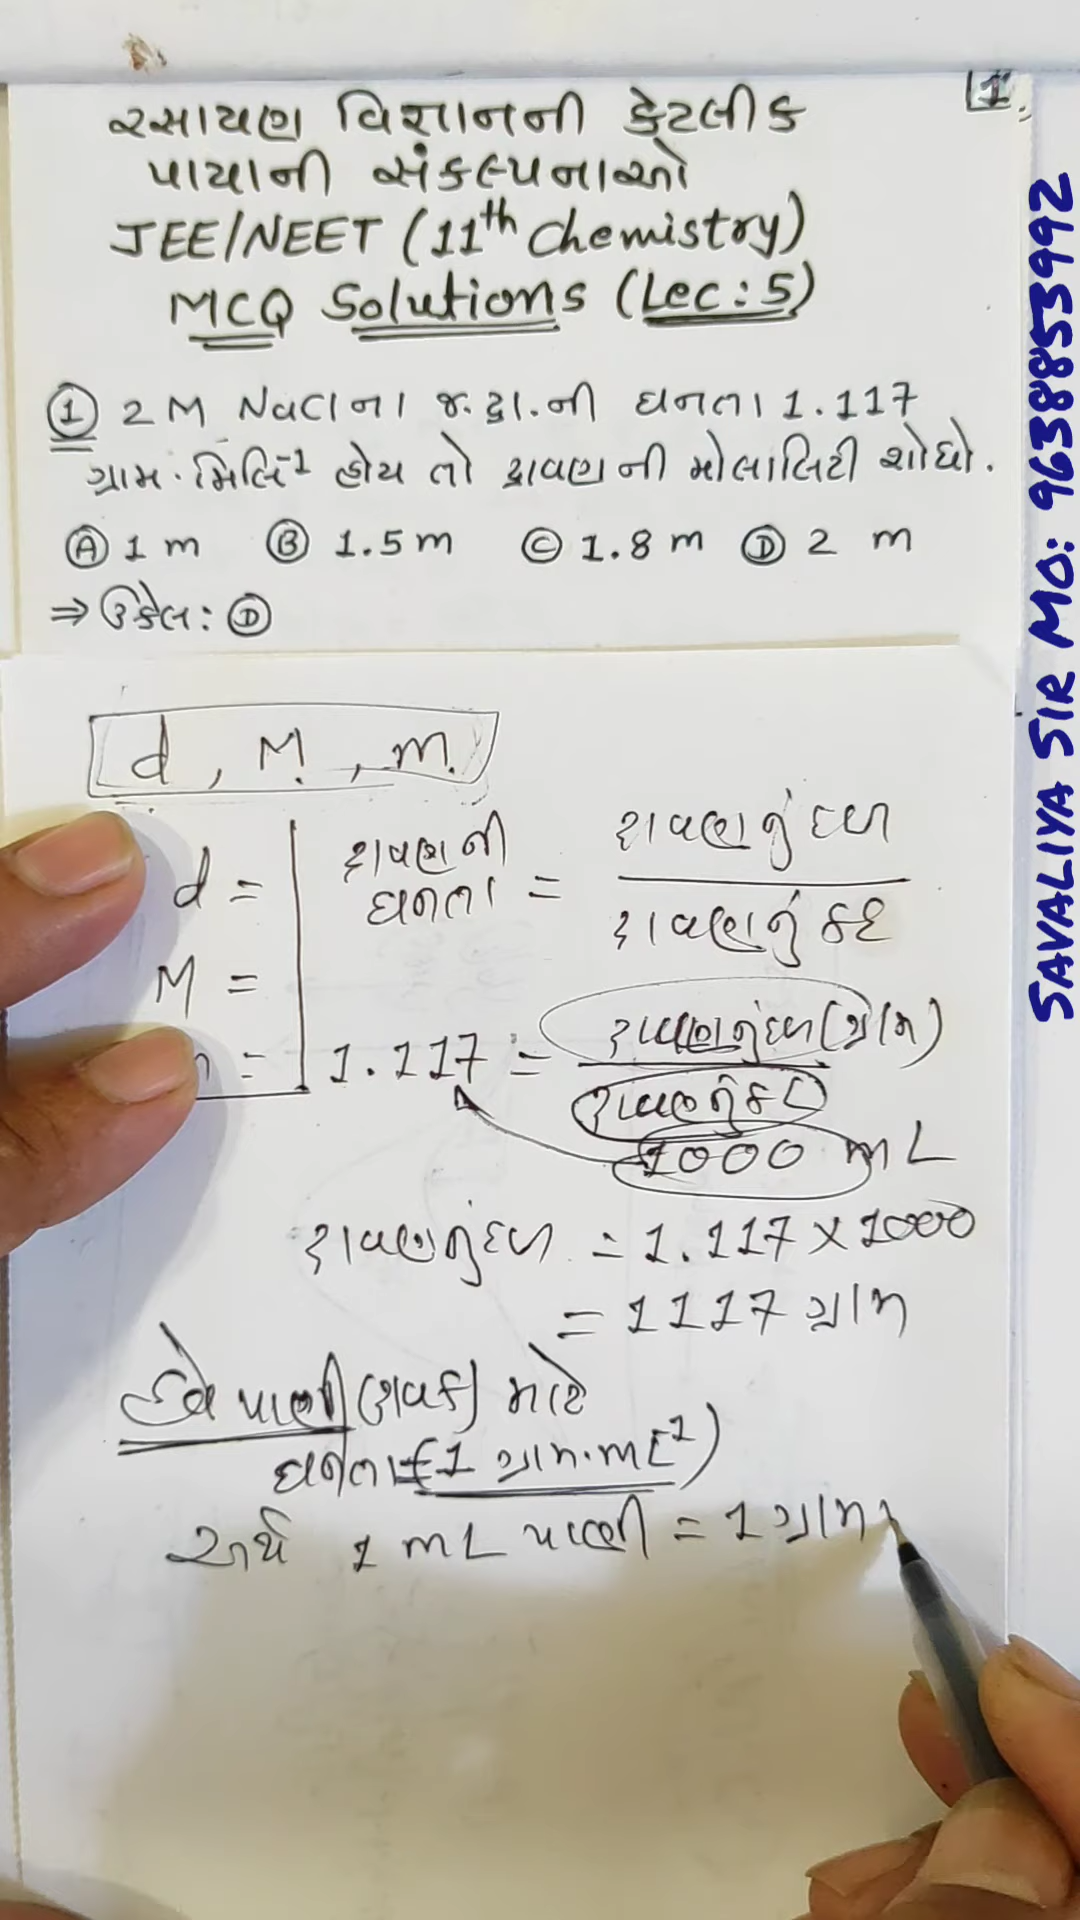 1
રસાયણ વિજ્ઞાનની કેટલીક
પાયાની સંકલ્પનાઓ
JEE/NEET (11th Chemistry)
MCQ Solutions (Lec : 5)
① 2 M NaCl ના જ.દ્રા.ની ઘનતા 1.117
ગ્રામ.મિલિ-1 હોય તો દ્રાવણની મોલાલિટી શોધો.
Ⓐ 1 m Ⓑ 1.5 m Ⓒ 1.8 m Ⓓ 2 m
⇒ ઉકેલ : Ⓓ
d , M , m.
d =
M =
=
દ્રાવણની ઘનતા = દ્રાવણનું દળ
દ્રાવણનું કદ
1.117 = દ્રાવણનું દળ (ગ્રામ)
દ્રાવણનું કદ
1000 mL
દ્રાવણનું દળ = 1.117 × 1000
= 1117 ગ્રામ
હવે પાણી (દ્રાવક) માટે
ઘનતા = (1 ગ્રામ.mL-1)
અર્થ 1 mL પાણી = 1 ગ્રામ
SAVALIYA SIR MO: 9638853992